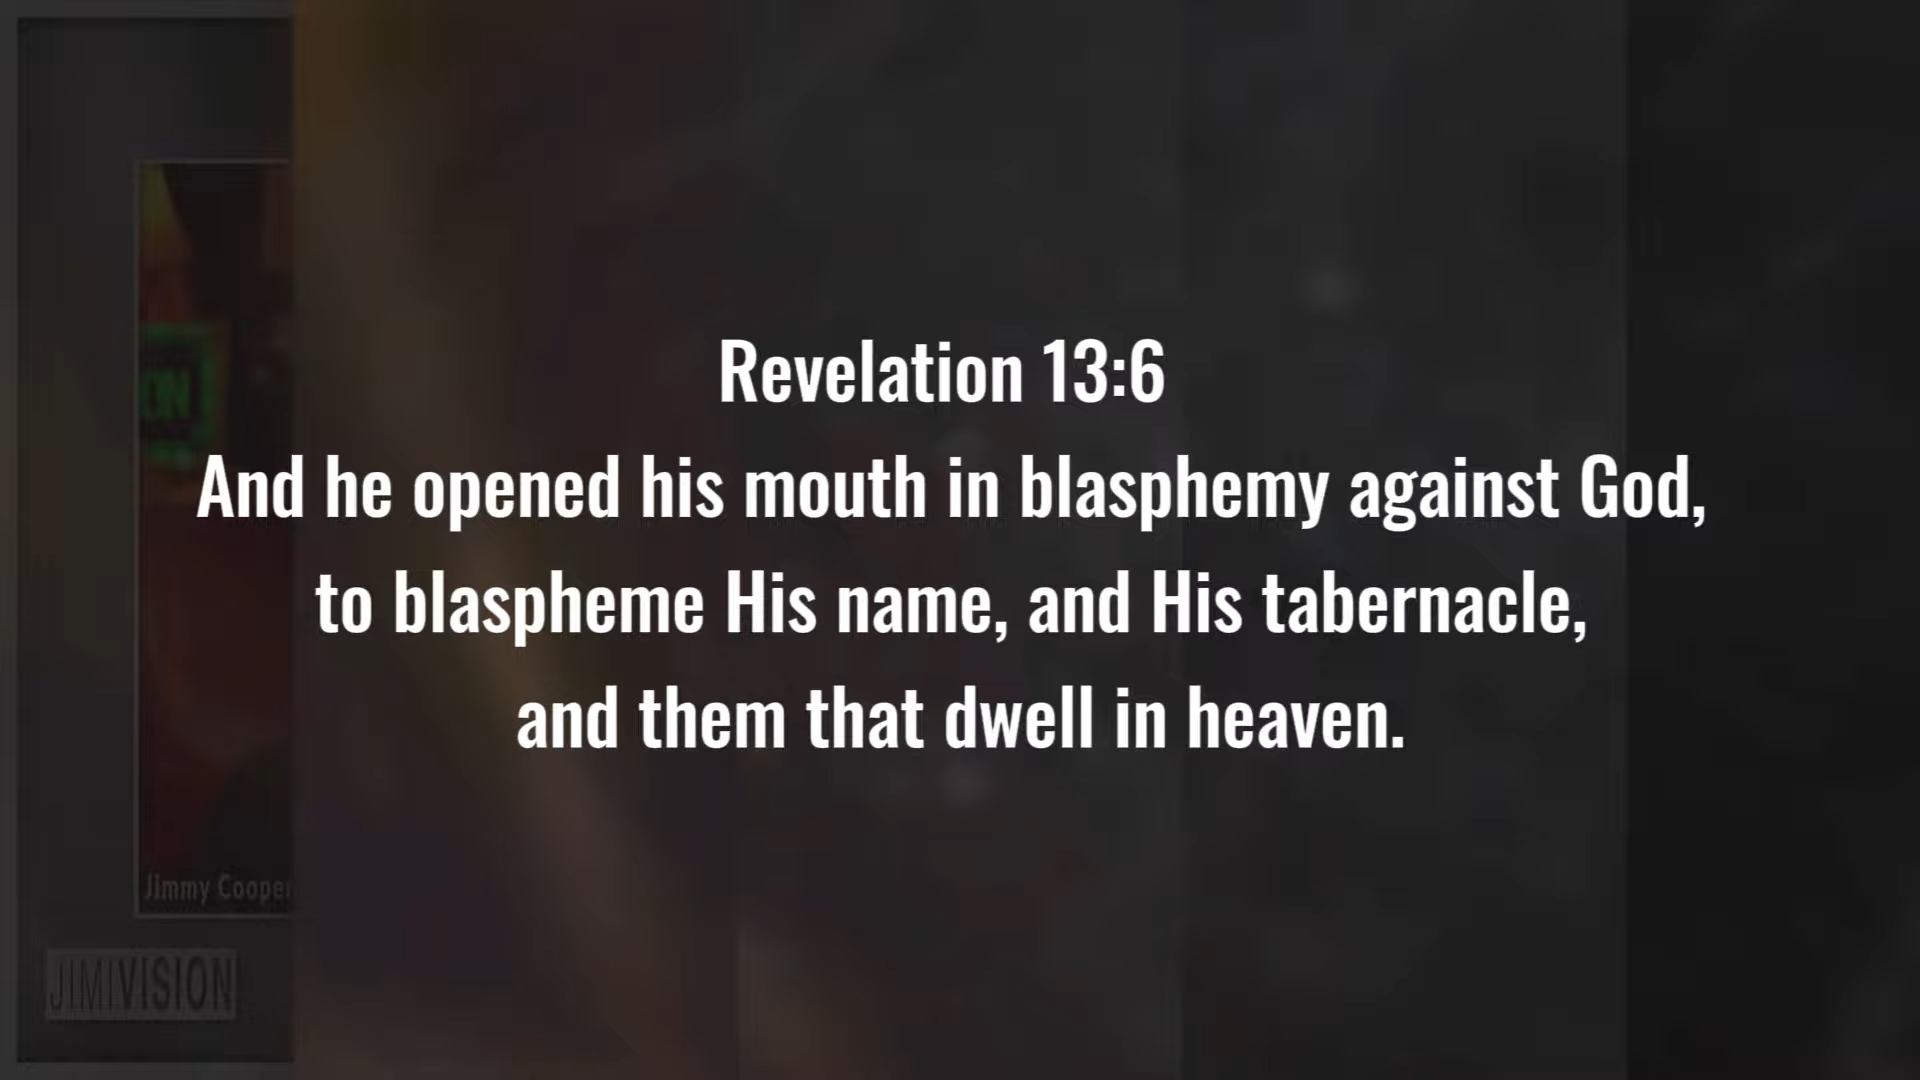 Revelation 13:6
And he opened his mouth in blasphemy against God,
to blaspheme His name, and His tabernacle,
and them that dwell in heaven.
ON
Jimmy Cooper
JIMIVISION